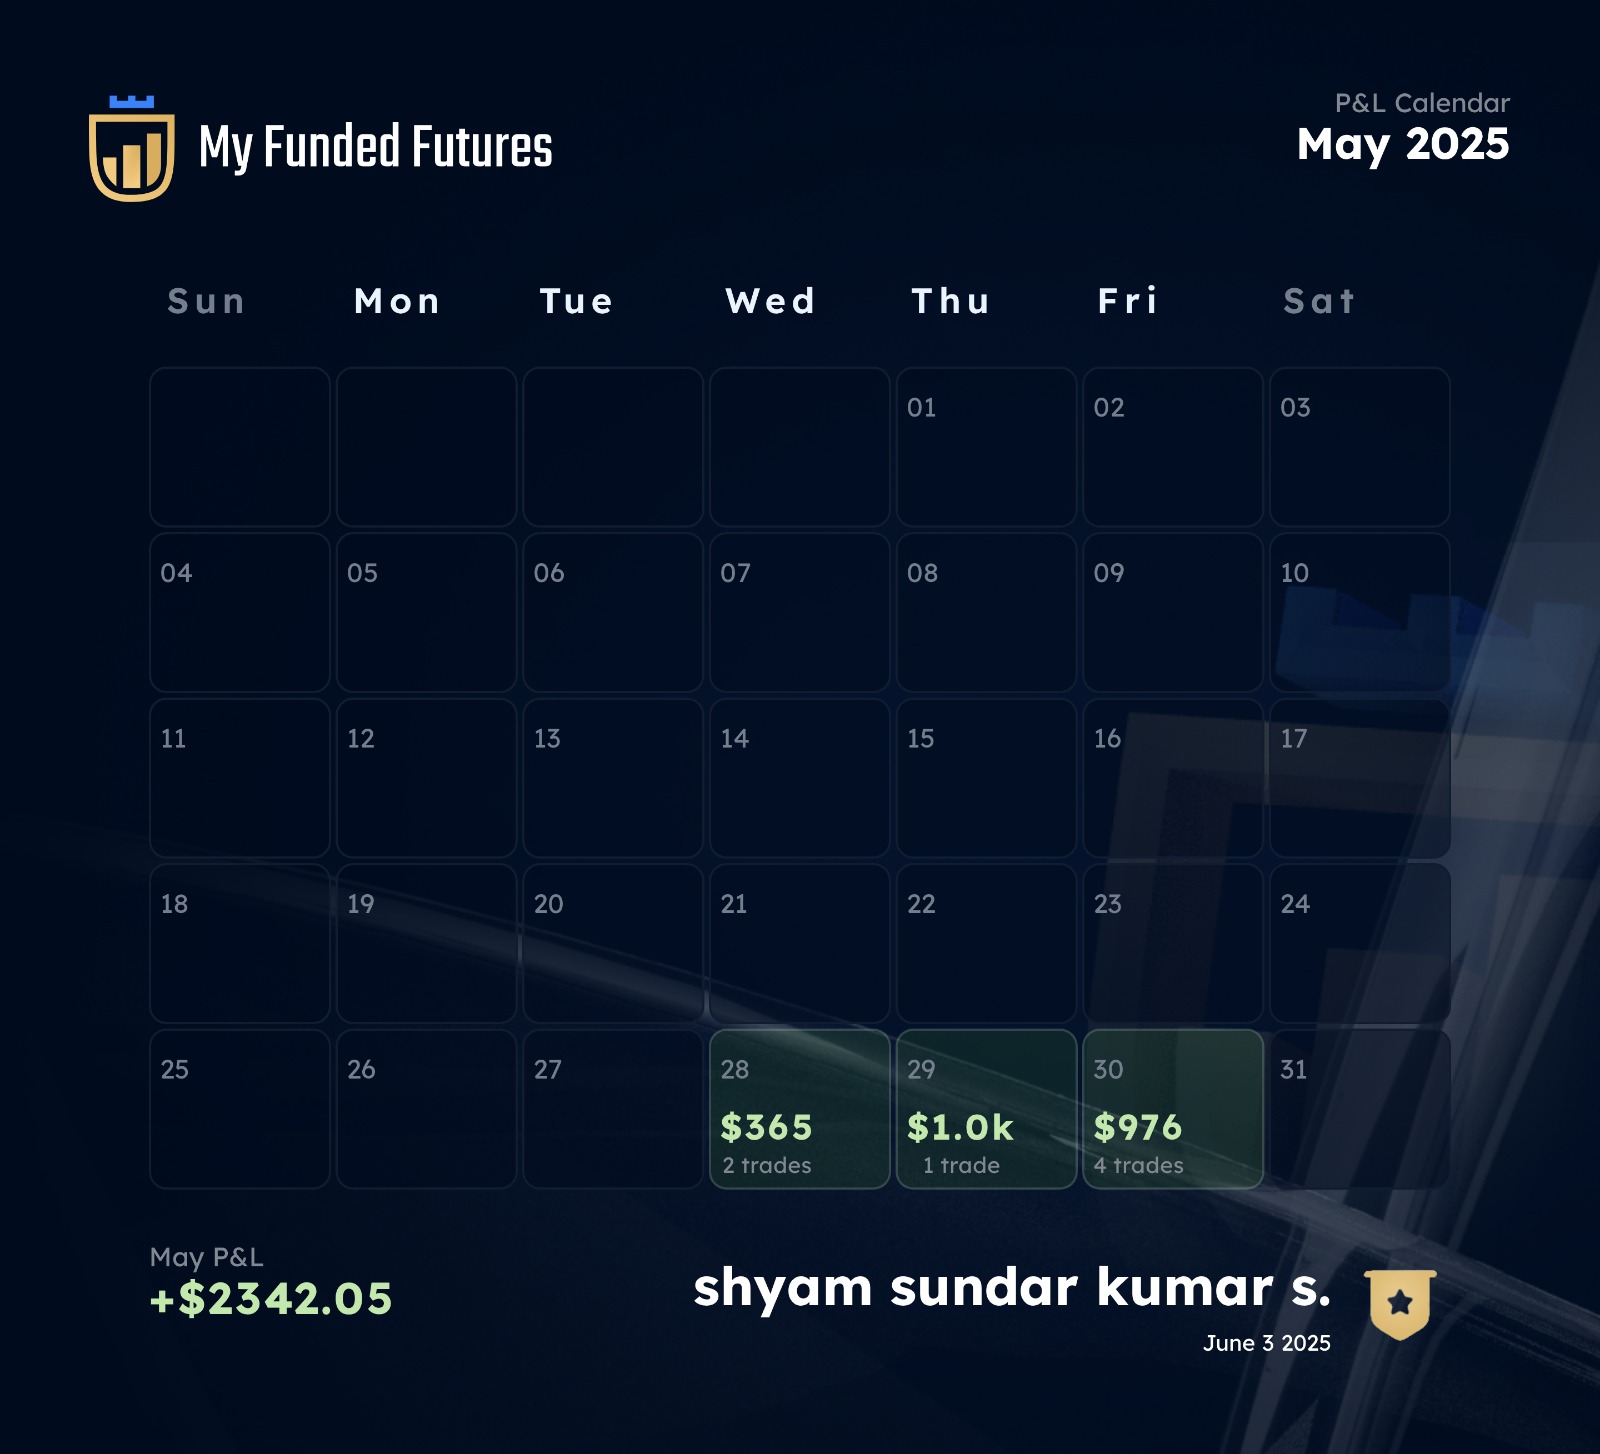 My Funded Futures
P&L Calendar
May 2025
Sun Mon Tue Wed Thu Fri Sat
01 02 03
04 05 06 07 08 09 10
11 12 13 14 15 16 17
18 19 20 21 22 23 24
25 26 27 28 29 30 31
$365 $1.0k $976
2 trades 1 trade 4 trades
May P&L
+$2342.05
shyam sundar kumar s.
June 3 2025